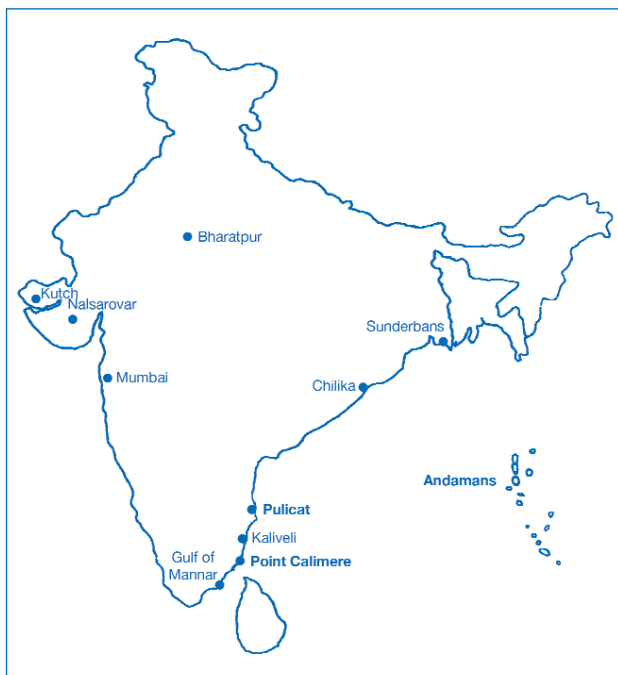 Bharatpur
Kutch
Nalsarovar
Sunderbans
Mumbai
Chilika
Andamans
Pulicat
Kaliveli
Gulf of
Mannar
Point Calimere